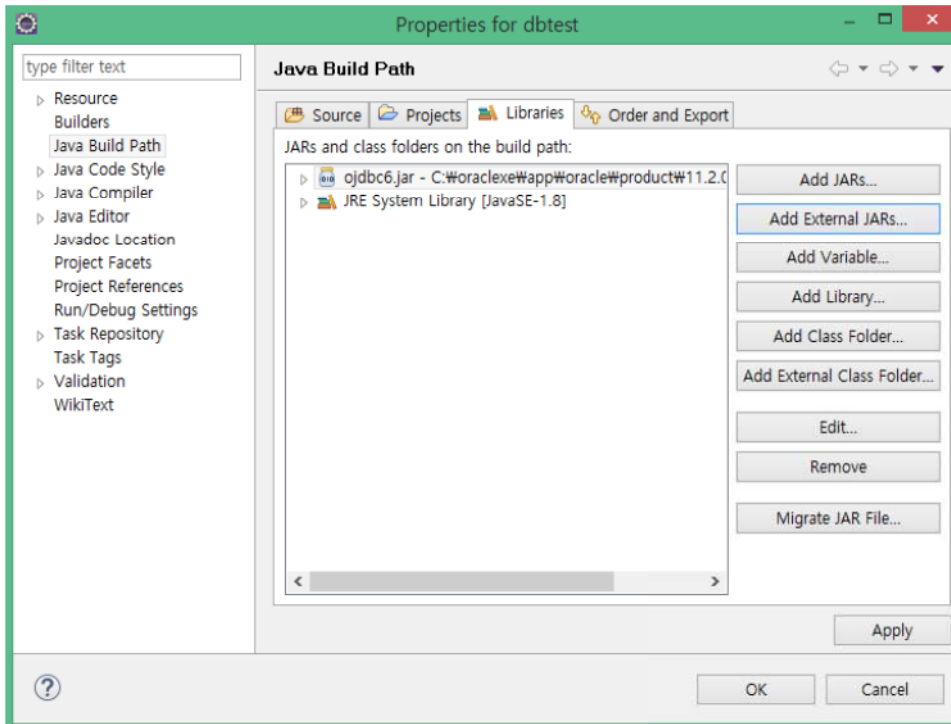 Properties for dbtest
type filter text
Resource
Builders
Java Build Path
Java Code Style
Java Compiler
Java Editor
Javadoc Location
Project Facets
Project References
Run/Debug Settings
Task Repository
Task Tags
Validation
WikiText
Java Build Path
Source Projects Libraries Order and Export
JARs and class folders on the build path:
ojdbc6.jar - C:₩oraclexe₩app₩oracle₩product₩11.2.0
JRE System Library [JavaSE-1.8]
Add JARs...
Add External JARs...
Add Variable...
Add Library...
Add Class Folder...
Add External Class Folder...
Edit...
Remove
Migrate JAR File...
Apply
OK Cancel